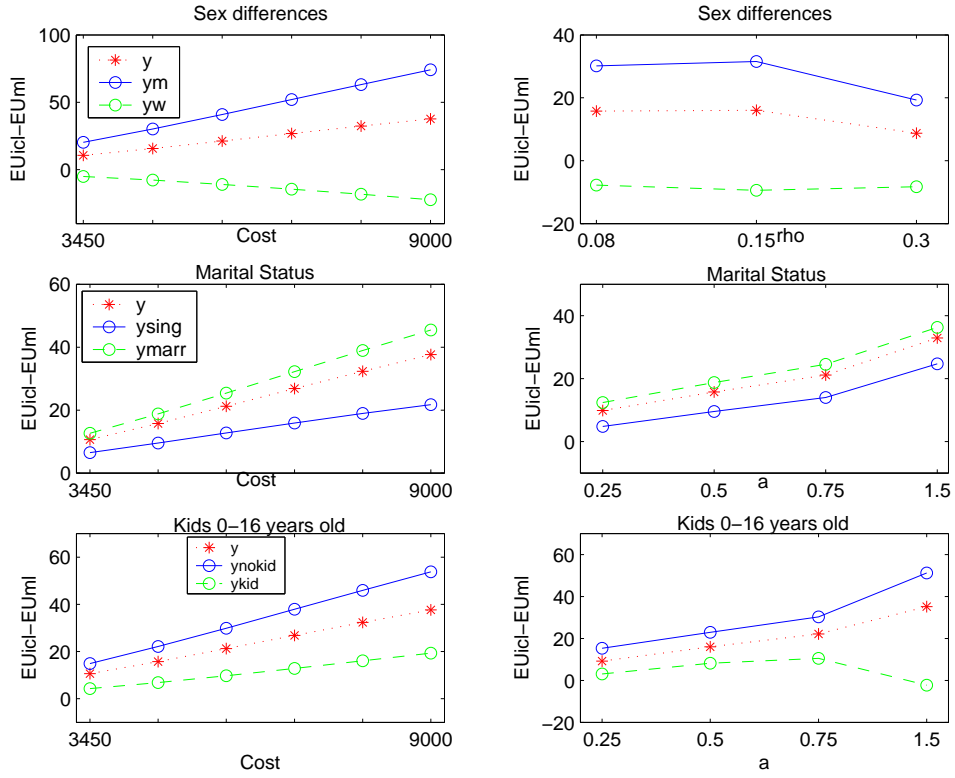 Sex differences
100
50
0
EUicl−EUml
y
ym
yw
3450
Cost
9000
Sex differences
40
20
0
−20
EUicl−EUml
0.08
0.15
rho
0.3
Marital Status
60
40
20
0
EUicl−EUml
y
ysing
ymarr
3450
Cost
9000
Marital Status
40
20
0
EUicl−EUml
0.25
0.5
0.75
1.5
a
Kids 0−16 years old
60
40
20
0
EUicl−EUml
y
ynokid
ykid
3450
9000
Cost
Kids 0−16 years old
60
40
20
0
−20
EUicl−EUml
0.25
0.5
0.75
1.5
a